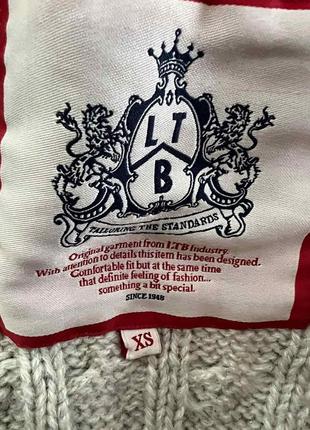 LT
B
TAILORING THE STANDARDS
Original garment from LTB Industry.
With attention to details this item has been designed.
Comfortable fit but at the same time
that definite feeling of fashion...
something a bit special.
SINCE 1948
XS